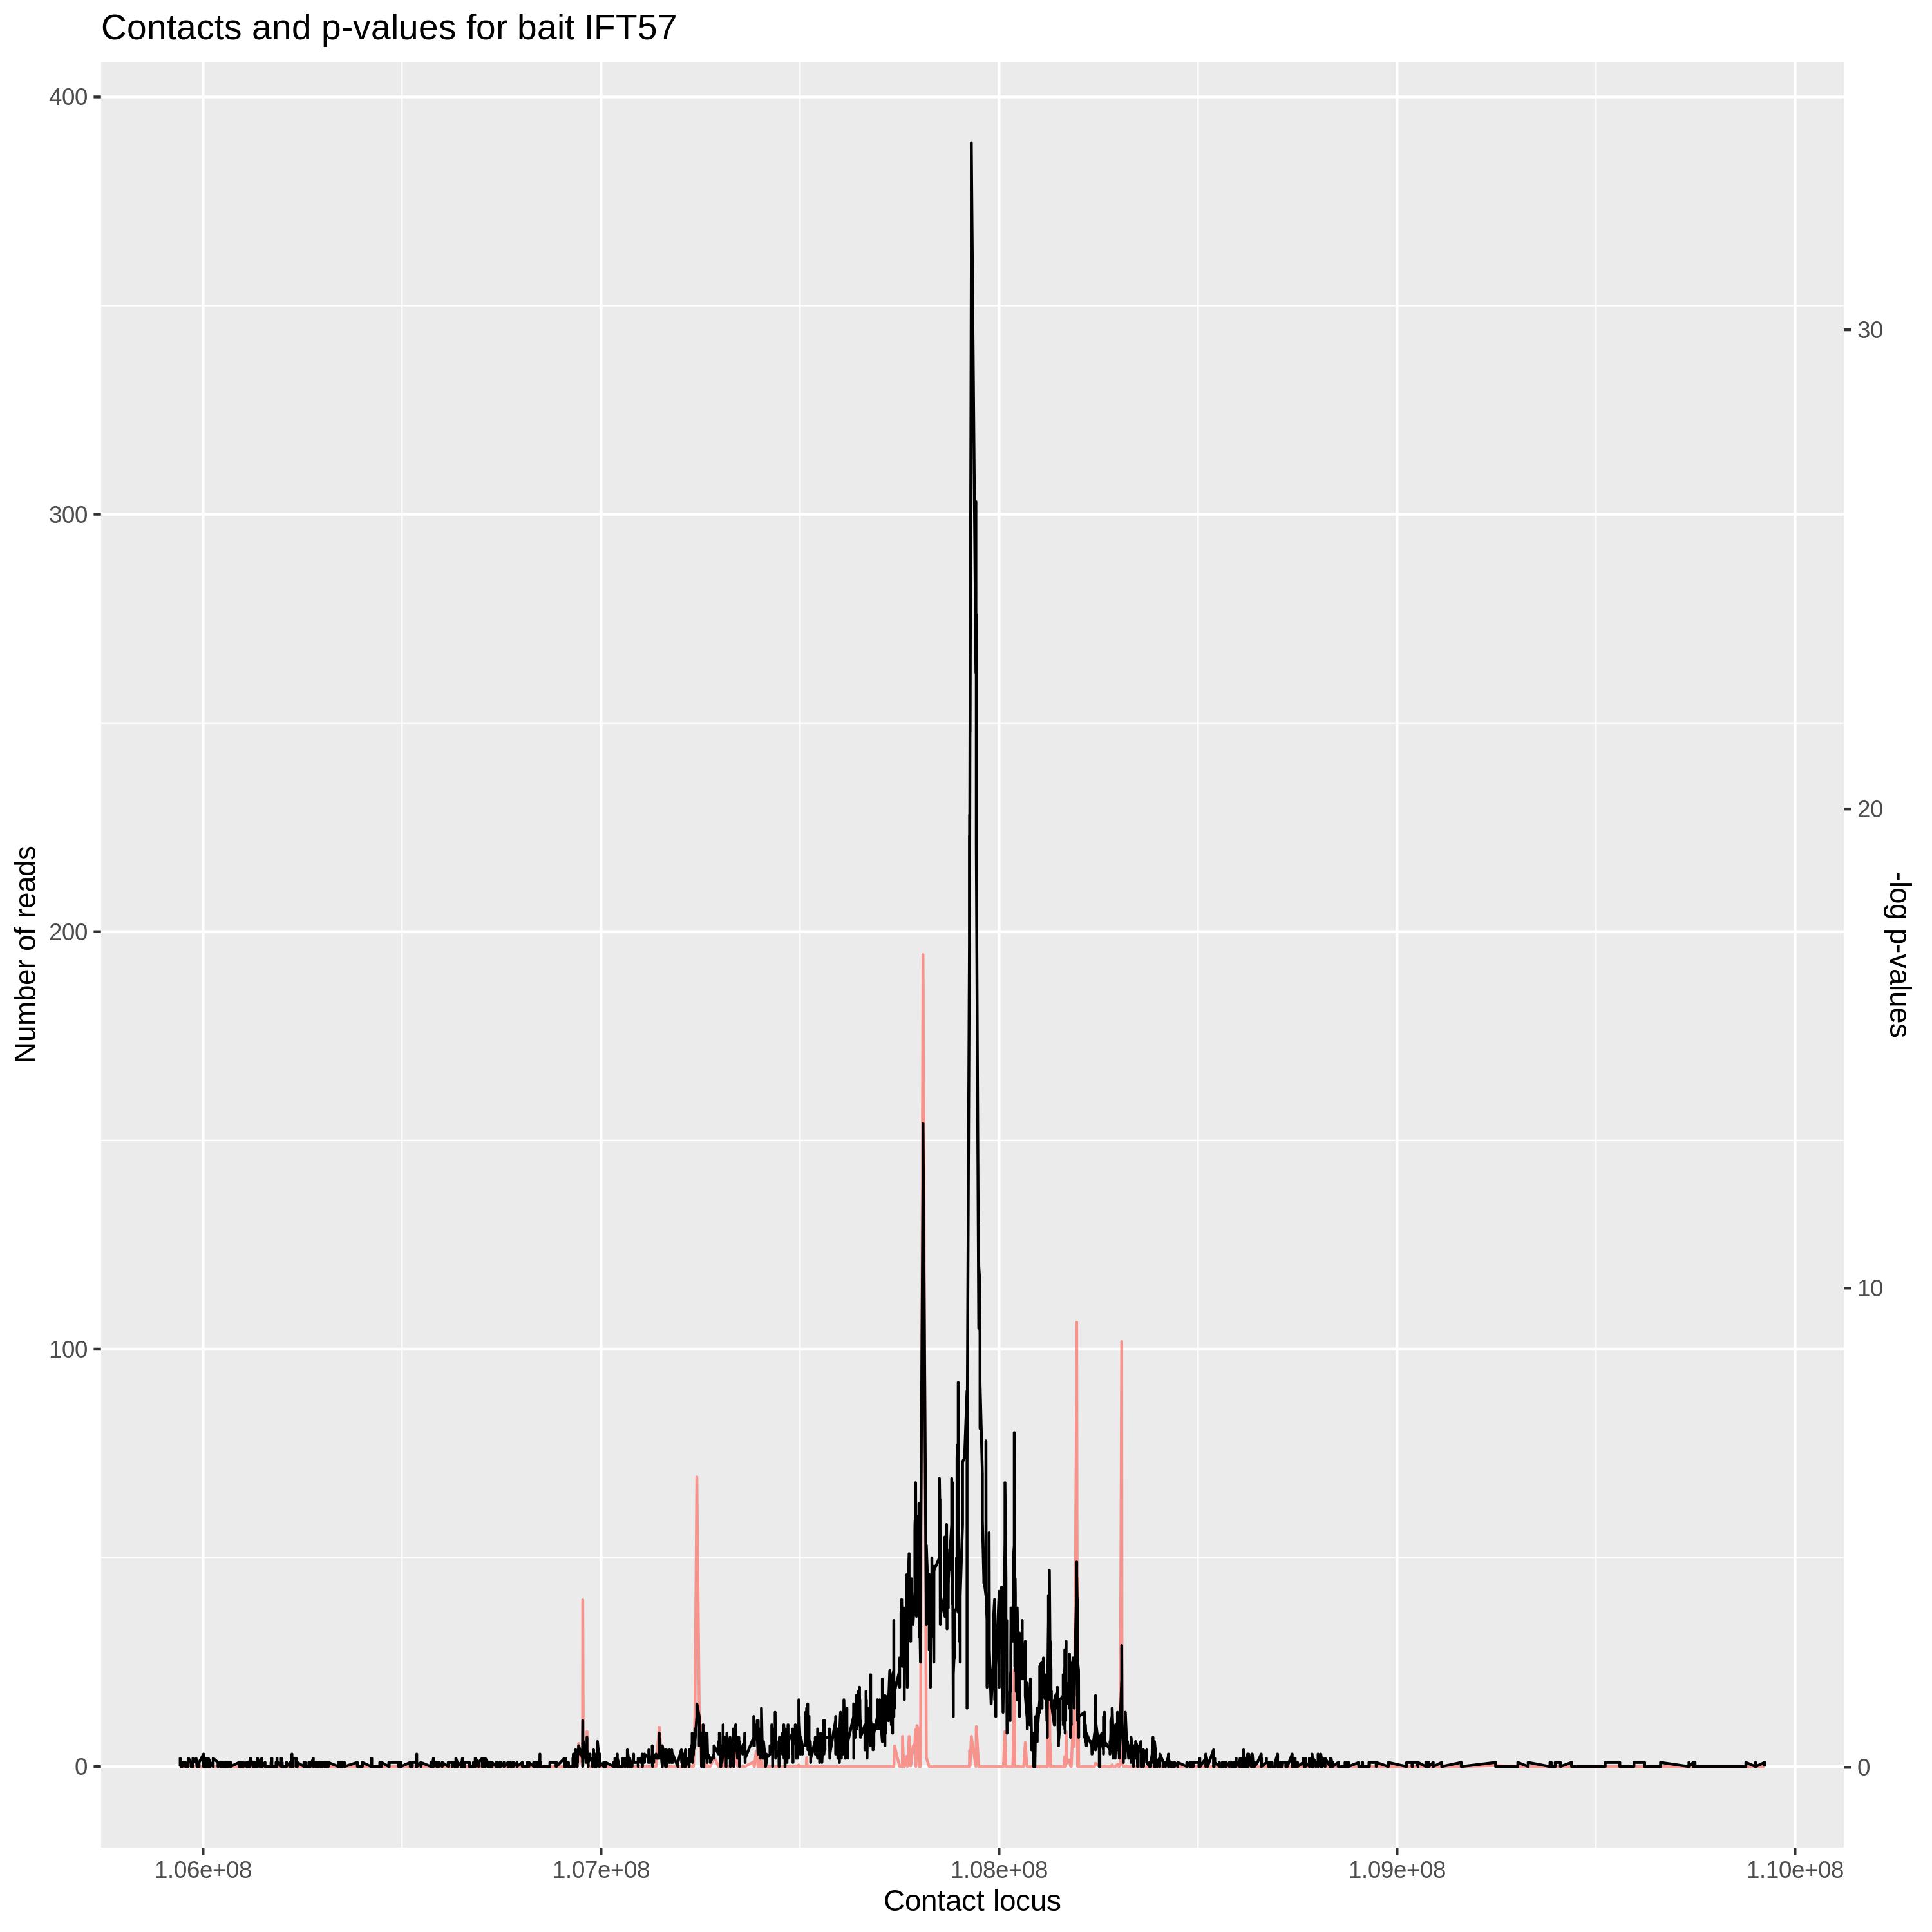 Contacts and p-values for bait IFT57
400
300
200
100
0
Number of reads
30
20
10
0
-log p-values
1.06e+08
1.07e+08
1.08e+08
1.09e+08
1.10e+08
Contact locus